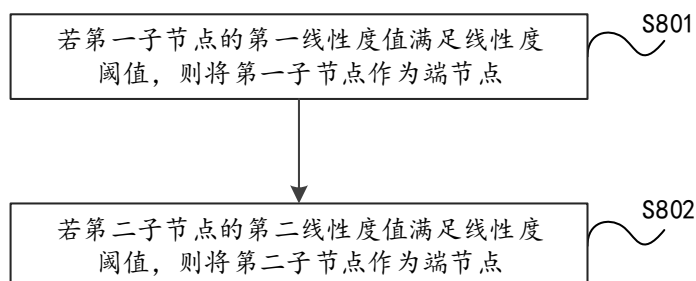 若第一子节点的第一线性度值满足线性度
阈值，则将第一子节点作为端节点
S801
若第二子节点的第二线性度值满足线性度
阈值，则将第二子节点作为端节点
S802